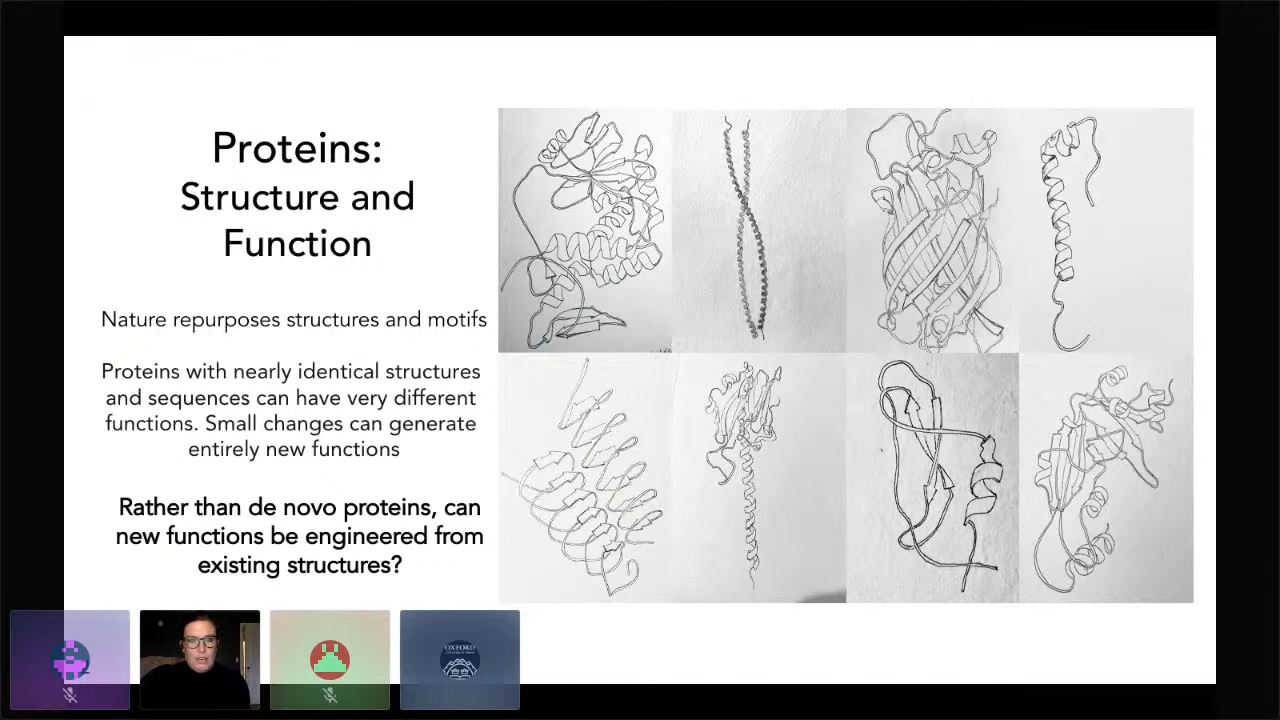 Proteins:
Structure and
Function
Nature repurposes structures and motifs
Proteins with nearly identical structures
and sequences can have very different
functions. Small changes can generate
entirely new functions
Rather than de novo proteins, can
new functions be engineered from
existing structures?
OXFORD